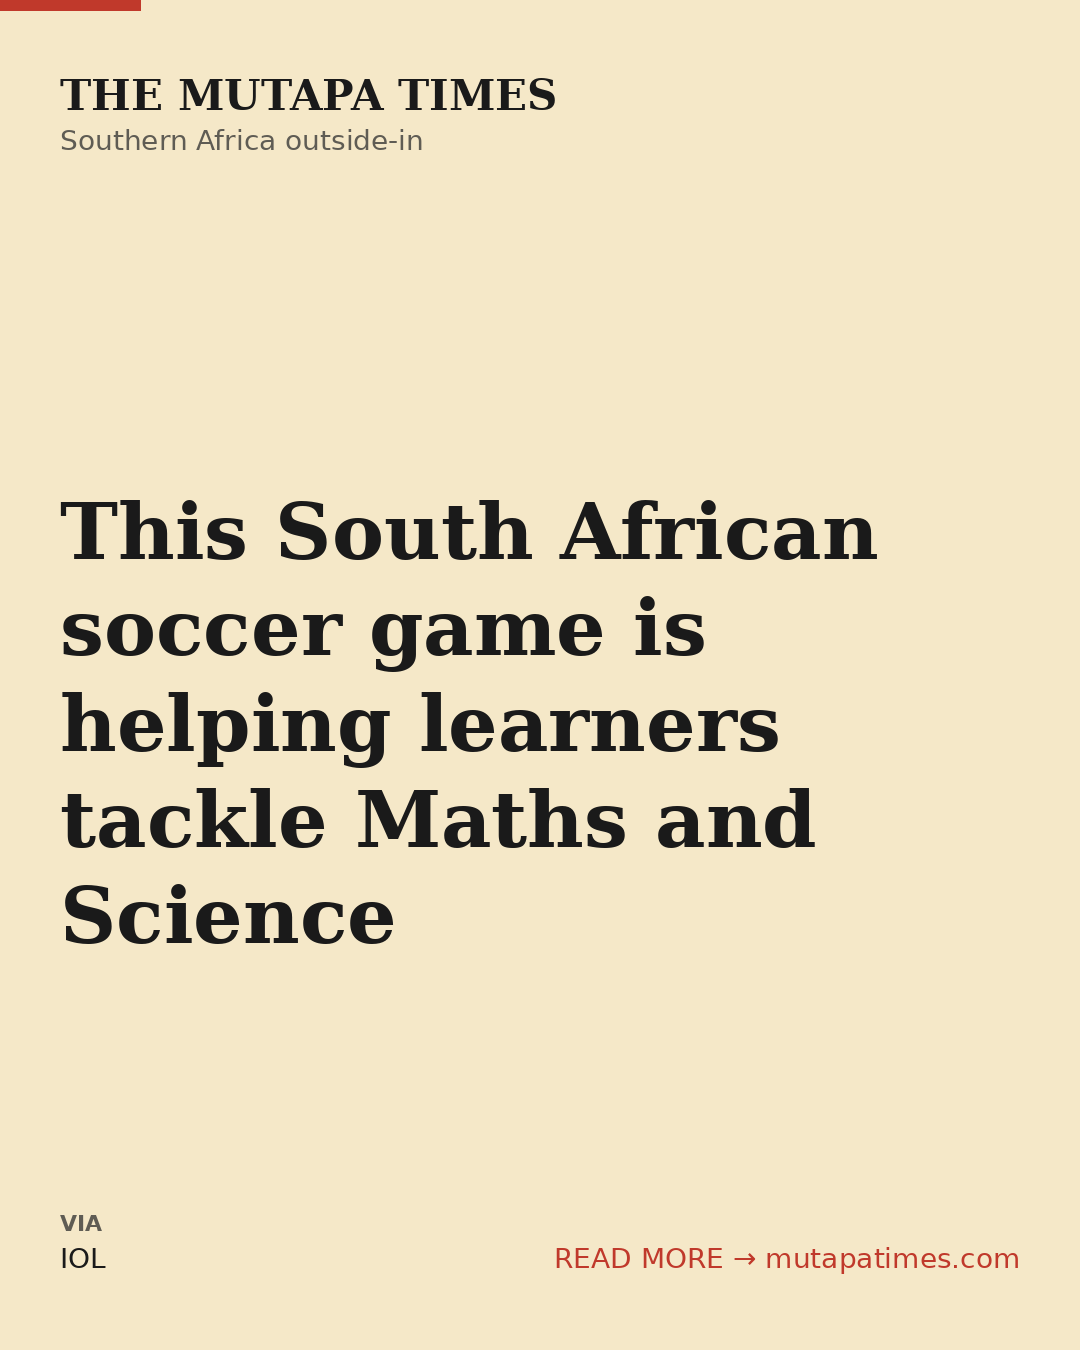 THE MUTAPA TIMES
Southern Africa outside-in
This South African
soccer game is
helping learners
tackle Maths and
Science
VIA
IOL
READ MORE → mutapatimes.com